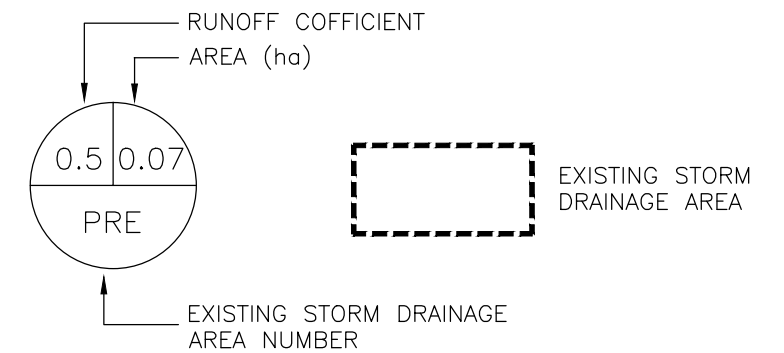 RUNOFF COFFICIENT
AREA (ha)
0.5 0.07
PRE
EXISTING STORM
DRAINAGE AREA
EXISTING STORM DRAINAGE
AREA NUMBER